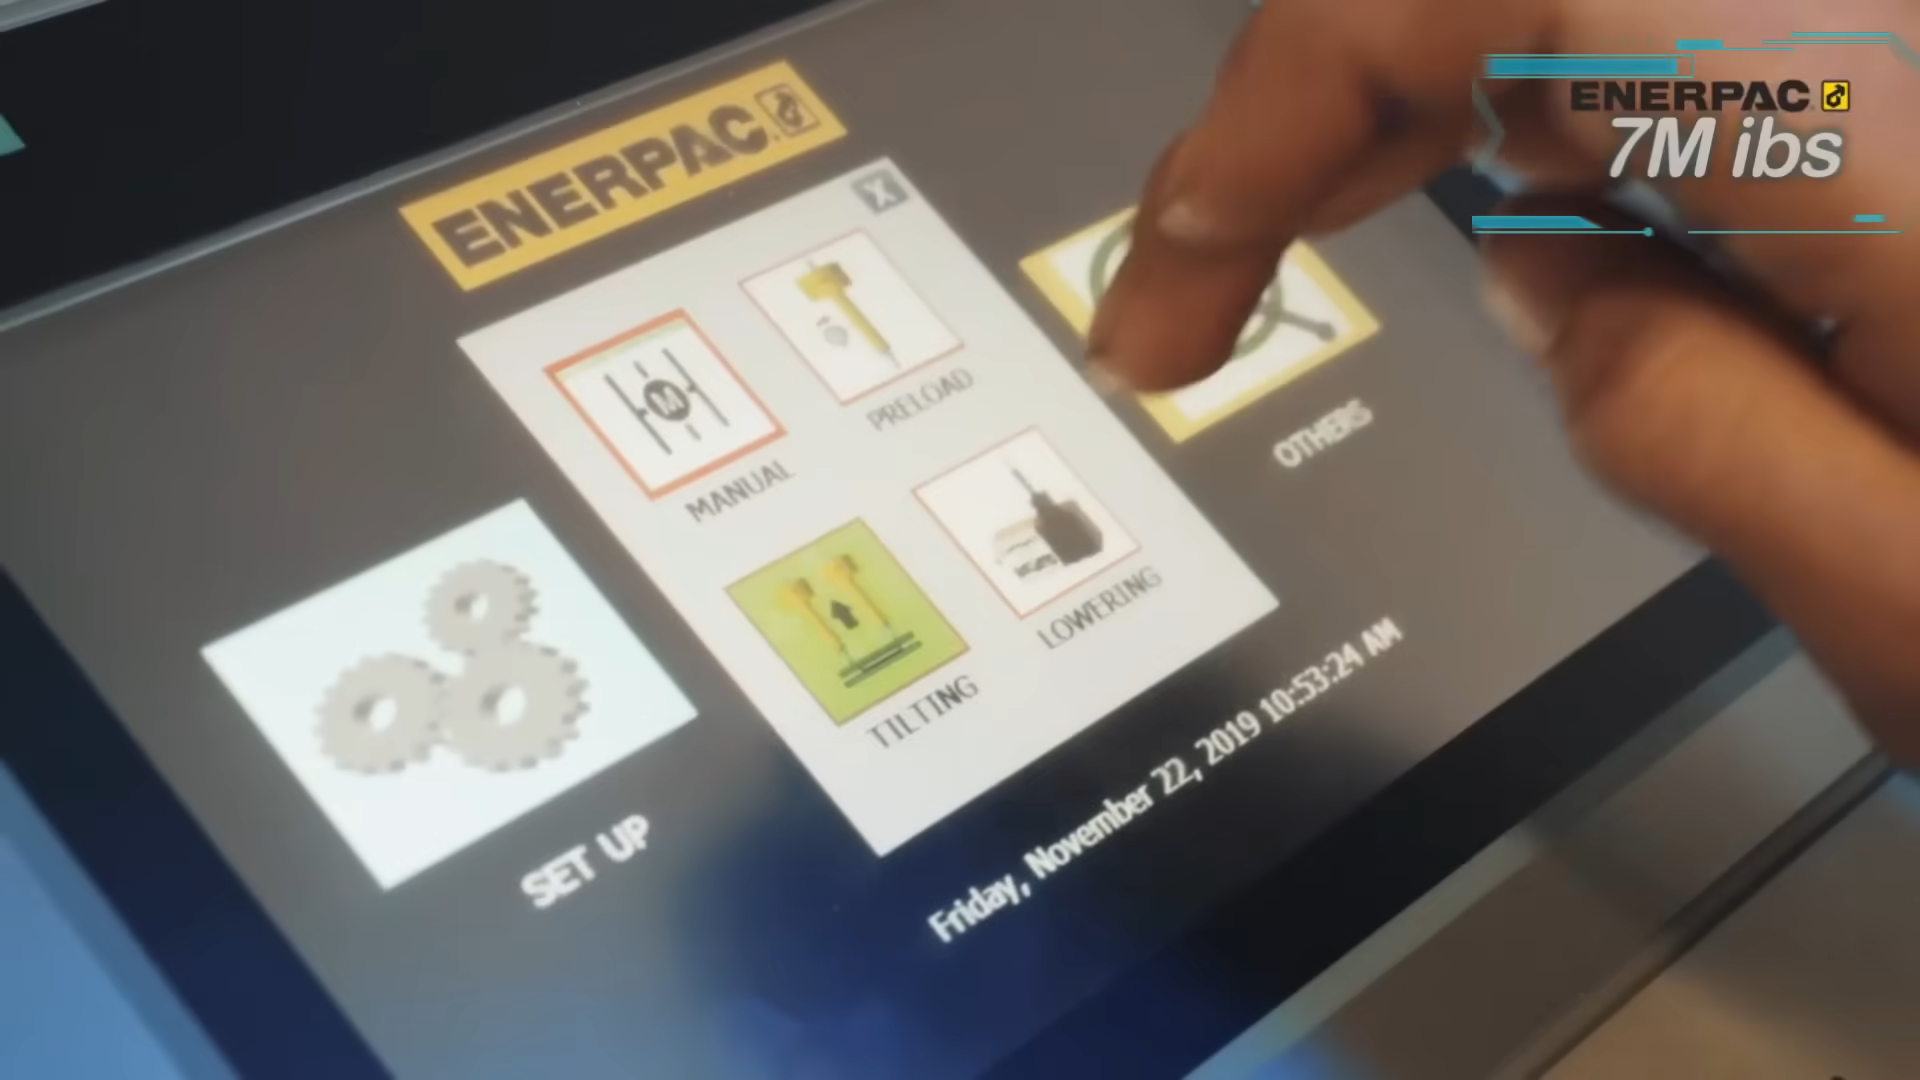 ENERPAC
7M ibs
ENERPAC
X
M
MANUAL
PRELOAD
TILTING
LOWERING
SET UP
OTHERS
Friday, November 22, 2019 10:53:24 AM